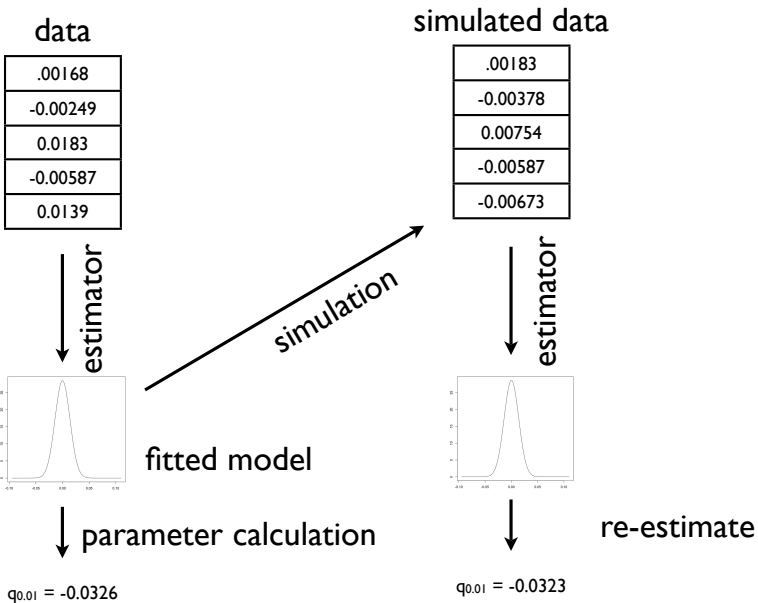 data
.00168
-0.00249
0.0183
-0.00587
0.0139
estimator
fitted model
parameter calculation
q0.01 = -0.0326
simulation
simulated data
.00183
-0.00378
0.00754
-0.00587
-0.00673
estimator
re-estimate
q0.01 = -0.0323